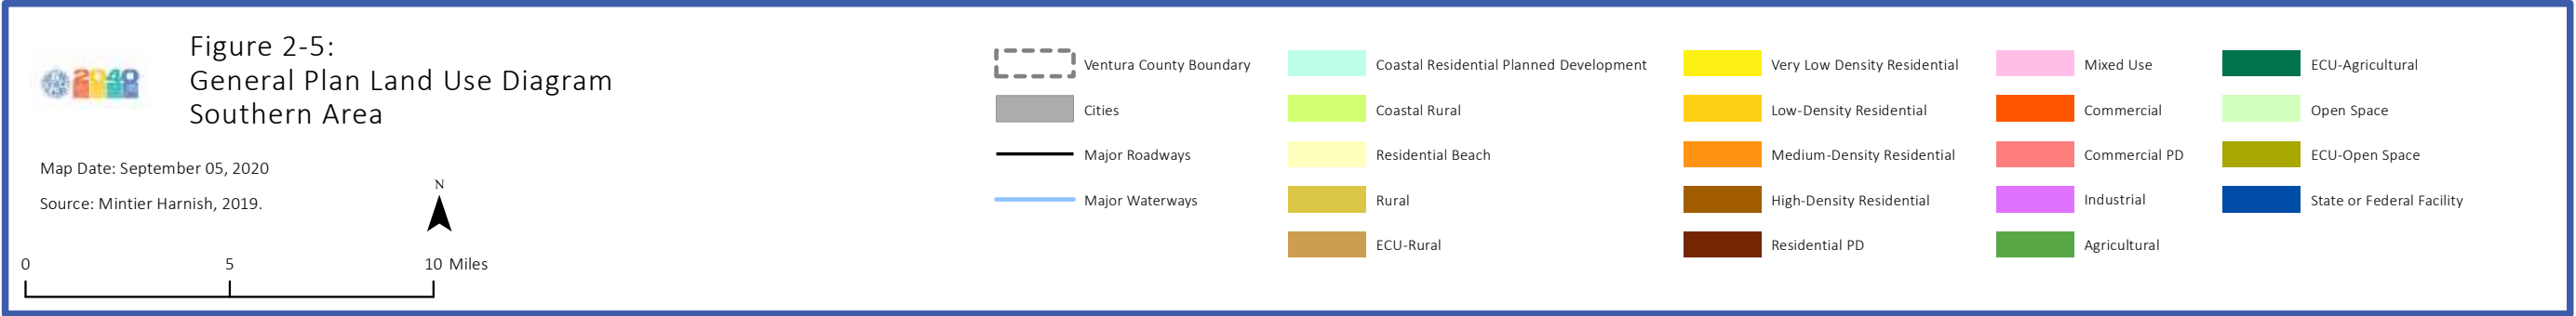 2040
Figure 2-5:
General Plan Land Use Diagram
Southern Area
Map Date: September 05, 2020
Source: Mintier Harnish, 2019.
N
0 5 10 Miles
Ventura County Boundary
Cities
Major Roadways
Major Waterways
Coastal Residential Planned Development
Coastal Rural
Residential Beach
Rural
ECU-Rural
Very Low Density Residential
Low-Density Residential
Medium-Density Residential
High-Density Residential
Residential PD
Mixed Use
Commercial
Commercial PD
Industrial
Agricultural
ECU-Agricultural
Open Space
ECU-Open Space
State or Federal Facility